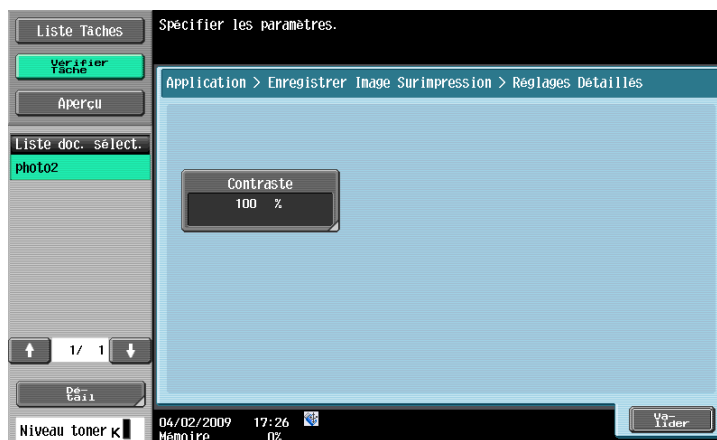 Liste Tâches
Vérifier
Tâche
Aperçu
Liste doc. sélect.
photo2
1/ 1
Dé-
tail
Niveau toner K
Spécifier les paramètres.
Application > Enregistrer Image Surimpression > Réglages Détaillés
Contraste
100 %
04/02/2009 17:26
Mémoire 0%
Va-
lider